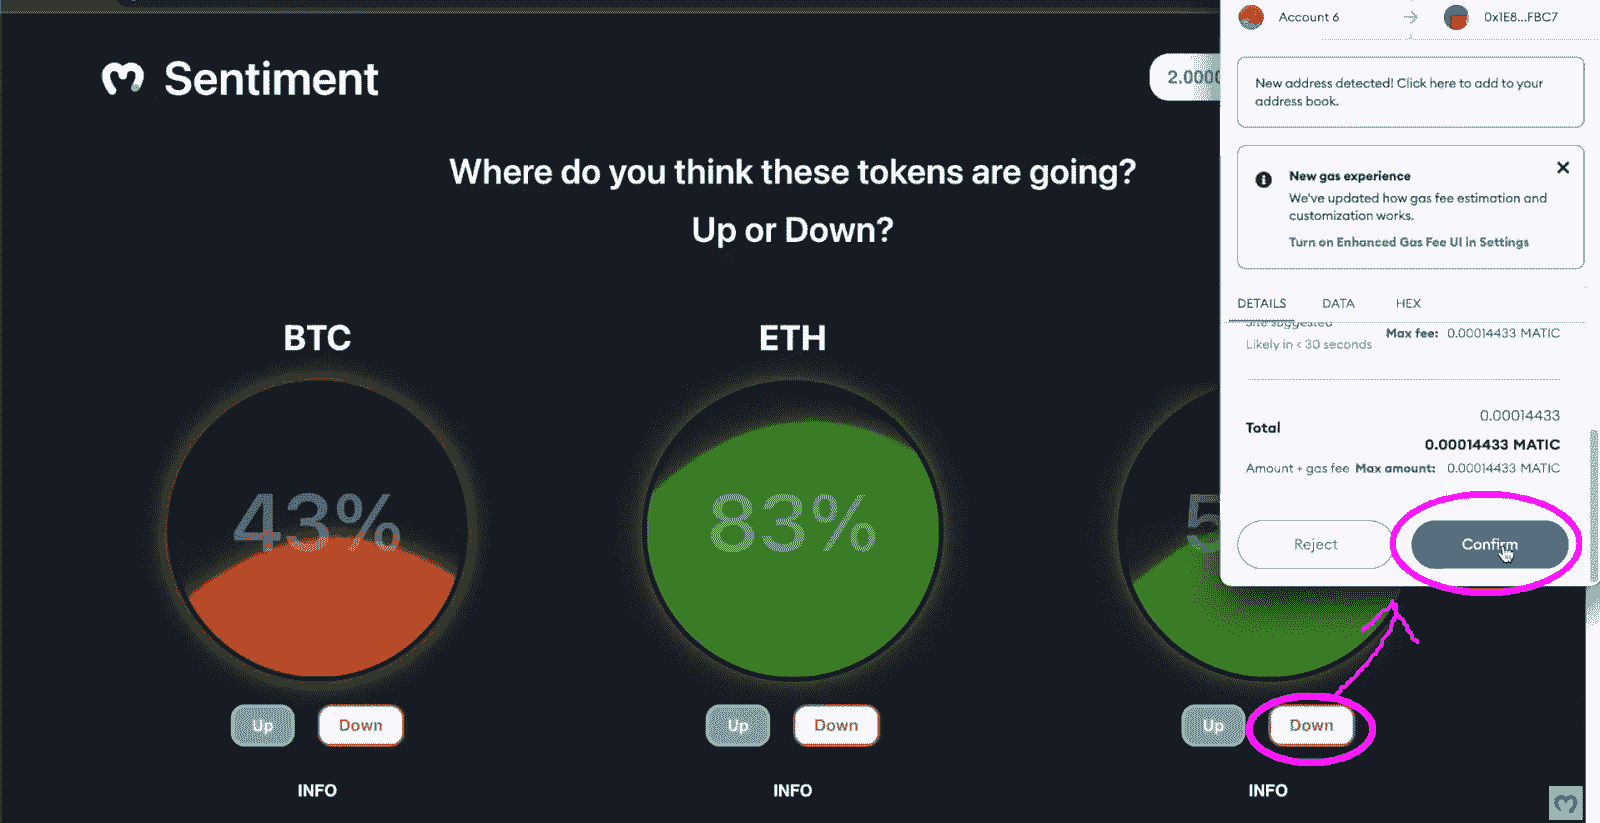 Sentiment
2.0000
Where do you think these tokens are going?
Up or Down?
BTC
ETH
43%
83%
5
Up
Down
Up
Down
Up
Down
INFO
INFO
INFO
Account 6
0x1E8...FBC7
New address detected! Click here to add to your
address book.
New gas experience
We've updated how gas fee estimation and
customization works.
Turn on Enhanced Gas Fee UI in Settings
DETAILS
DATA
HEX
Site suggested
Likely in < 30 seconds
Max fee: 0.00014433 MATIC
0.00014433
Total
0.00014433 MATIC
Amount + gas fee Max amount: 0.00014433 MATIC
Reject
Confirm